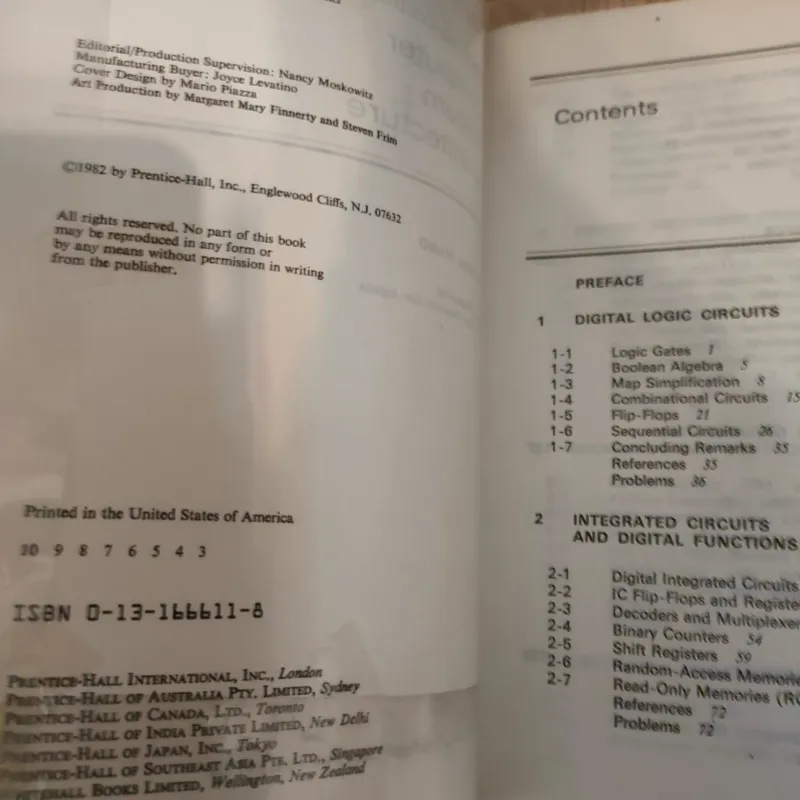 Editorial/Production Supervision: Nancy Moskowitz
Manufacturing Buyer: Joyce Levatino
Cover Design by Mario Piazza
Art Production by Margaret Mary Finnerty and Steven Frim
©1982 by Prentice-Hall, Inc., Englewood Cliffs, N.J. 07632
All rights reserved. No part of this book
may be reproduced in any form or
by any means without permission in writing
from the publisher.
Printed in the United States of America
10 9 8 7 6 5 4 3
ISBN 0-13-166611-8
PRENTICE-HALL INTERNATIONAL, INC., London
PRENTICE-HALL OF AUSTRALIA PTY. LIMITED, Sydney
PRENTICE-HALL OF CANADA, LTD., Toronto
PRENTICE-HALL OF INDIA PRIVATE LIMITED, New Delhi
PRENTICE-HALL OF JAPAN, INC., Tokyo
PRENTICE-HALL OF SOUTHEAST ASIA PTE. LTD., Singapore
WHITEHALL BOOKS LIMITED, Wellington, New Zealand
Contents
PREFACE
1 DIGITAL LOGIC CIRCUITS
1-1 Logic Gates 1
1-2 Boolean Algebra 5
1-3 Map Simplification 8
1-4 Combinational Circuits 15
1-5 Flip-Flops 21
1-6 Sequential Circuits 26
1-7 Concluding Remarks 35
References 35
Problems 36
2 INTEGRATED CIRCUITS
AND DIGITAL FUNCTIONS
2-1 Digital Integrated Circuits
2-2 IC Flip-Flops and Registe
2-3 Decoders and Multiplexer
2-4 Binary Counters 54
2-5 Shift Registers 59
2-6 Random-Access Memorie
2-7 Read-Only Memories (RO
References 72
Problems 72